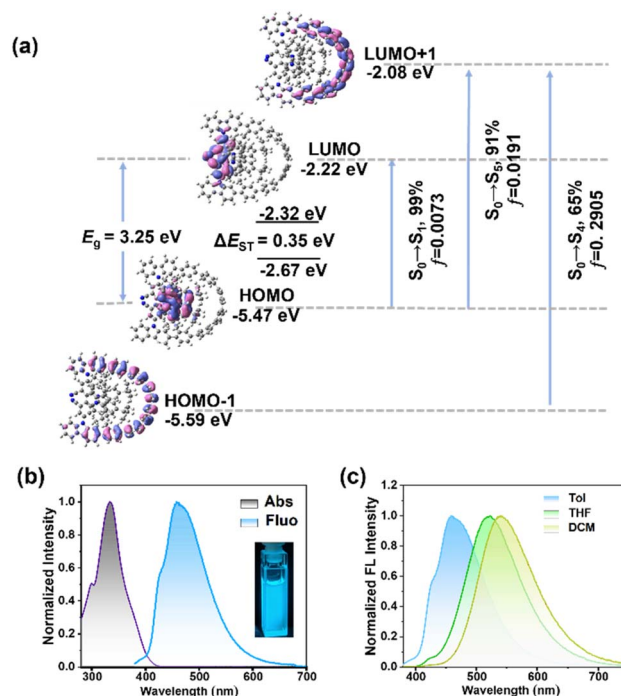 (a)
LUMO+1
-2.08 eV
LUMO
-2.22 eV
Eg = 3.25 eV
-2.32 eV
ΔEST = 0.35 eV
-2.67 eV
HOMO
-5.47 eV
HOMO-1
-5.59 eV
S0→S1, 99%
f=0.0073
S0→S5, 91%
f=0.0191
S0→S4, 65%
f=0. 2905
(b)
Normalized Intensity
1.0
0.8
0.6
0.4
0.2
0.0
300 400 500 600 700
Wavelength (nm)
Abs
Fluo
(c)
Normalized FL Intensity
1.2
1.0
0.8
0.6
0.4
0.2
0.0
400 500 600 700
Wavelength (nm)
Tol
THF
DCM